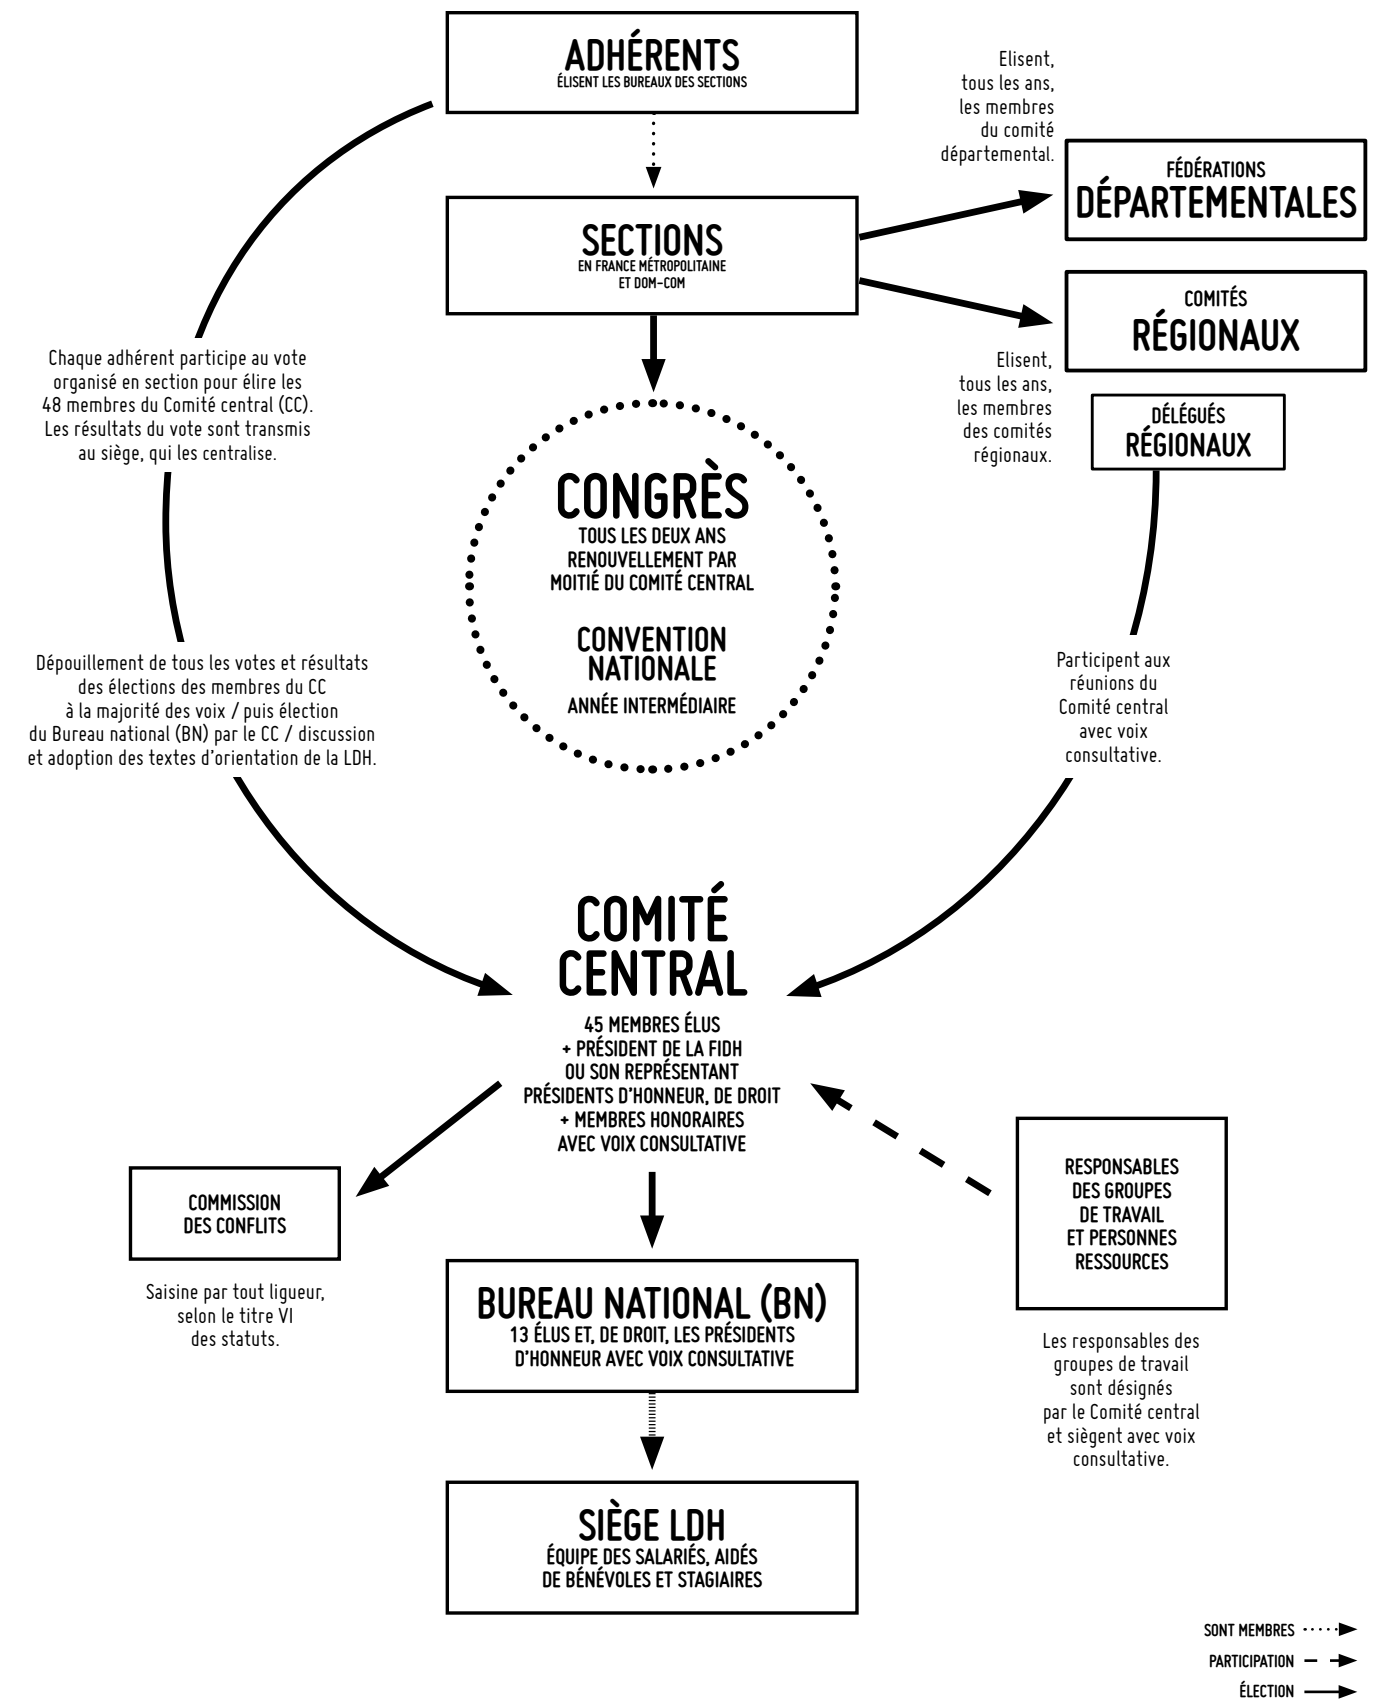 ADHÉRENTS
ÉLISENT LES BUREAUX DES SECTIONS
Elisent,
tous les ans,
les membres
du comité
départemental.
FÉDÉRATIONS
DÉPARTEMENTALES
SECTIONS
EN FRANCE MÉTROPOLITAINE
ET DOM-COM
COMITÉS
RÉGIONAUX
Elisent,
tous les ans,
les membres
des comités
régionaux.
DÉLÉGUÉS
RÉGIONAUX
Chaque adhérent participe au vote
organisé en section pour élire les
48 membres du Comité central (CC).
Les résultats du vote sont transmis
au siège, qui les centralise.
CONGRÈS
TOUS LES DEUX ANS
RENOUVELLEMENT PAR
MOITIÉ DU COMITÉ CENTRAL
CONVENTION
NATIONALE
ANNÉE INTERMÉDIAIRE
Dépouillement de tous les votes et résultats
des élections des membres du CC
à la majorité des voix / puis élection
du Bureau national (BN) par le CC / discussion
et adoption des textes d'orientation de la LDH.
Participent aux
réunions du
Comité central
avec voix
consultative.
COMITÉ
CENTRAL
45 MEMBRES ÉLUS
+ PRÉSIDENT DE LA FIDH
OU SON REPRÉSENTANT
PRÉSIDENTS D'HONNEUR, DE DROIT
+ MEMBRES HONORAIRES
AVEC VOIX CONSULTATIVE
COMMISSION
DES CONFLITS
Saisine par tout ligueur,
selon le titre VI
des statuts.
RESPONSABLES
DES GROUPES
DE TRAVAIL
ET PERSONNES
RESSOURCES
Les responsables des
groupes de travail
sont désignés
par le Comité central
et siègent avec voix
consultative.
BUREAU NATIONAL (BN)
13 ÉLUS ET, DE DROIT, LES PRÉSIDENTS
D'HONNEUR AVEC VOIX CONSULTATIVE
SIÈGE LDH
ÉQUIPE DES SALARIÉS, AIDÉS
DE BÉNÉVOLES ET STAGIAIRES
SONT MEMBRES
PARTICIPATION
ÉLECTION